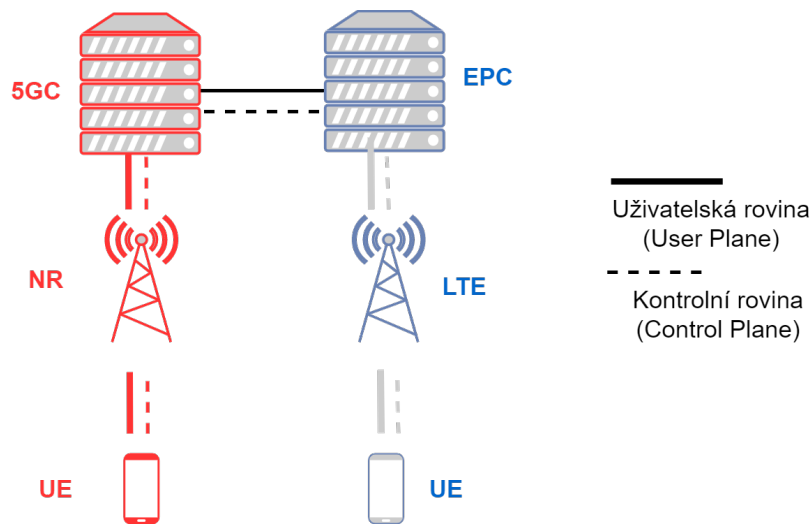 5GC
EPC
Uživatelská rovina
(User Plane)
NR
LTE
Kontrolní rovina
(Control Plane)
UE
UE